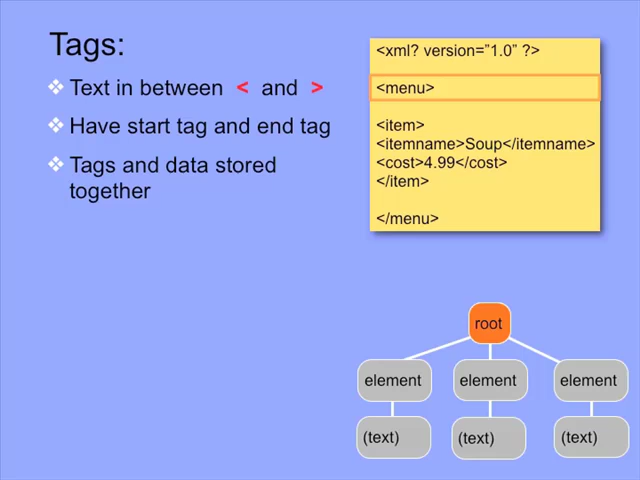 Tags:
Text in between < and >
Have start tag and end tag
Tags and data stored
together
<xml? version=”1.0” ?>
<menu>
<item>
<itemname>Soup</itemname>
<cost>4.99</cost>
</item>
</menu>
root
element element element
(text) (text) (text)